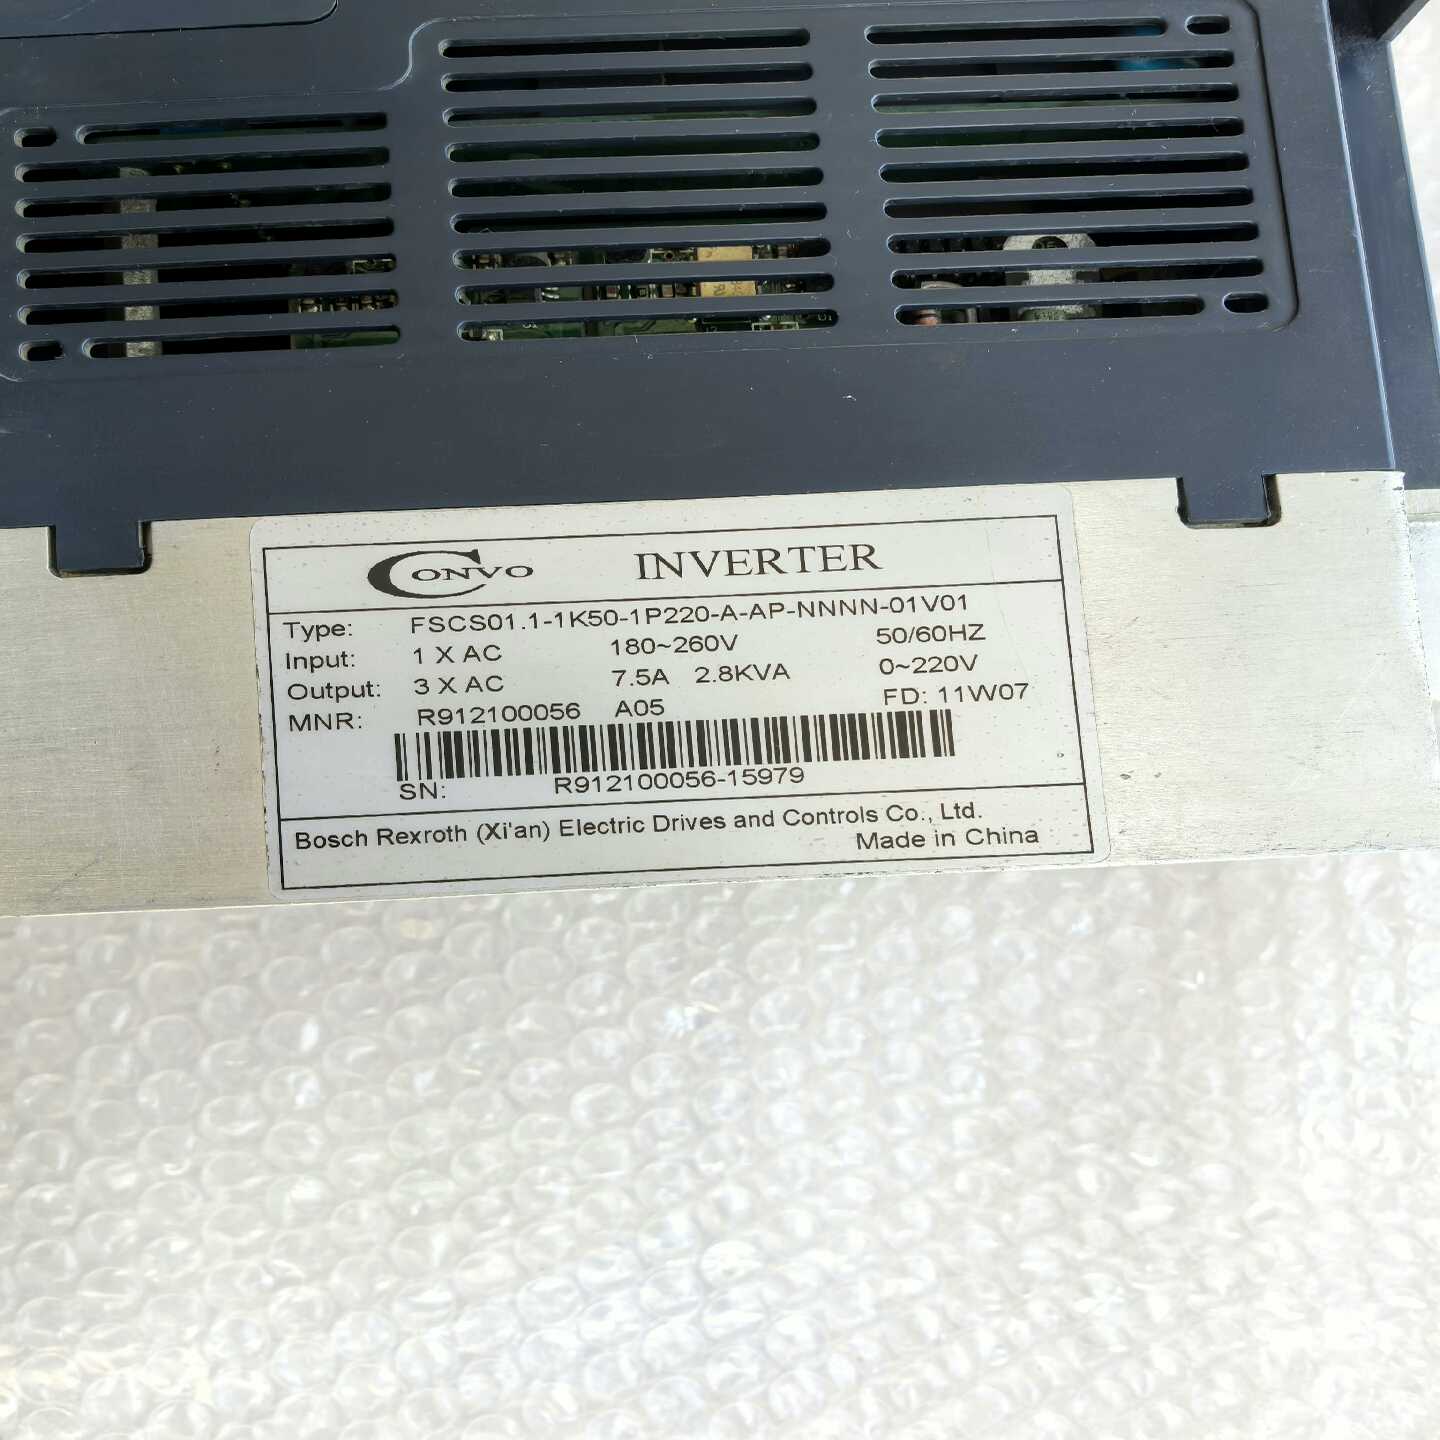 CONVO INVERTER
Type: FSCS01.1-1K50-1P220-A-AP-NNNN-01V01
Input: 1 X AC 180~260V 50/60HZ
Output: 3 X AC 7.5A 2.8KVA 0~220V
MNR: R912100056 A05 FD: 11W07
SN: R912100056-15979
Bosch Rexroth (Xi'an) Electric Drives and Controls Co., Ltd.
Made in China